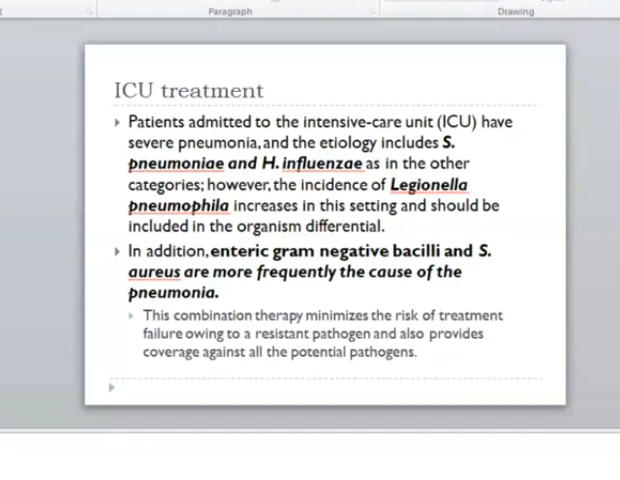 Paragraph
Drawing
ICU treatment
Patients admitted to the intensive-care unit (ICU) have
severe pneumonia, and the etiology includes S.
pneumoniae and H. influenzae as in the other
categories; however, the incidence of Legionella
pneumophila increases in this setting and should be
included in the organism differential.
In addition, enteric gram negative bacilli and S.
aureus are more frequently the cause of the
pneumonia.
This combination therapy minimizes the risk of treatment
failure owing to a resistant pathogen and also provides
coverage against all the potential pathogens.